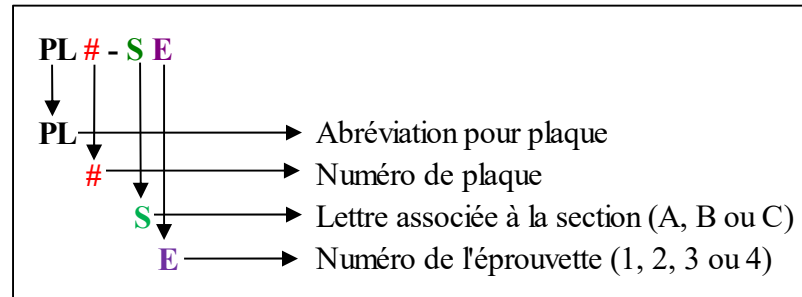 PL # - S E
PL Abréviation pour plaque
# Numéro de plaque
S Lettre associée à la section (A, B ou C)
E Numéro de l'éprouvette (1, 2, 3 ou 4)